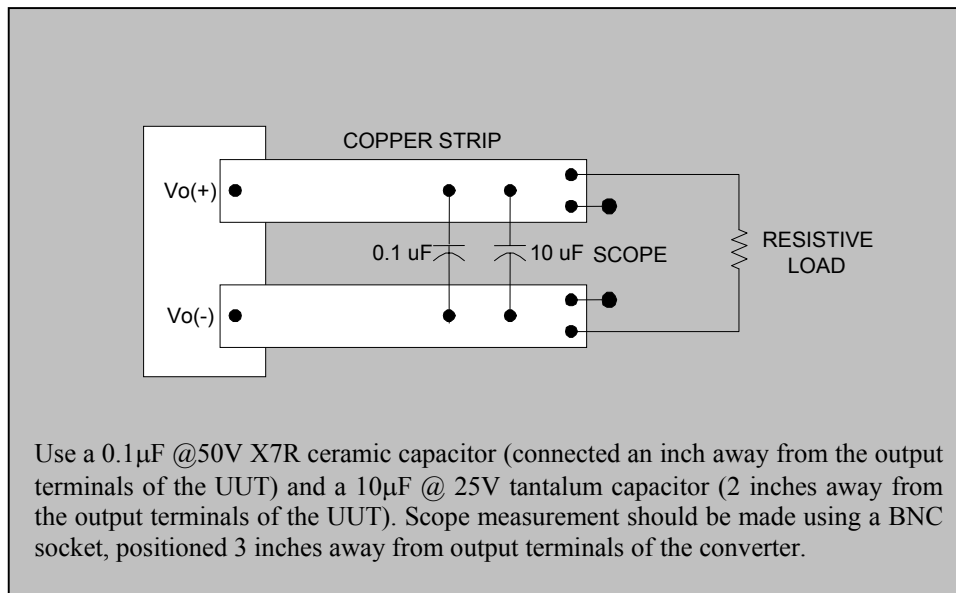 COPPER STRIP
Vo(+)
0.1 uF
10 uF
SCOPE
RESISTIVE
LOAD
Vo(-)
Use a 0.1μF @50V X7R ceramic capacitor (connected an inch away from the output
terminals of the UUT) and a 10μF @ 25V tantalum capacitor (2 inches away from
the output terminals of the UUT). Scope measurement should be made using a BNC
socket, positioned 3 inches away from output terminals of the converter.